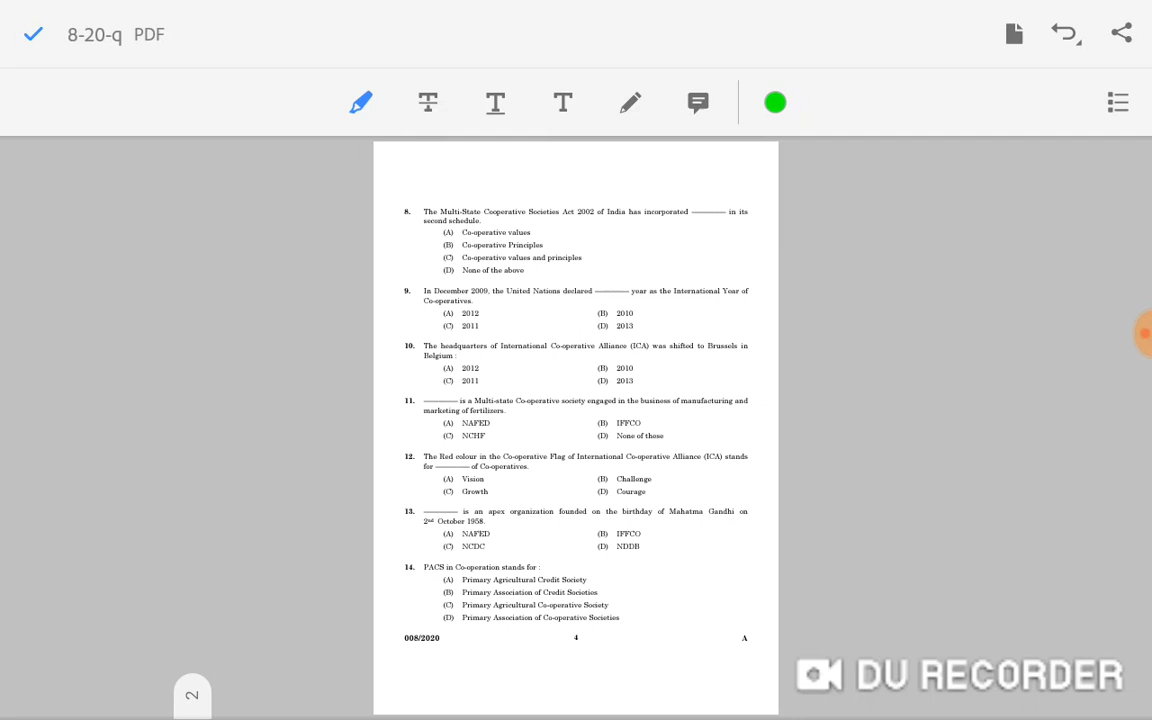 8-20-q PDF
8. The Multi-State Cooperative Societies Act 2002 of India has incorporated ———— in its
second schedule.
(A) Co-operative values
(B) Co-operative Principles
(C) Co-operative values and principles
(D) None of the above
9. In December 2009, the United Nations declared ———— year as the International Year of
Co-operatives.
(A) 2012 (B) 2010
(C) 2011 (D) 2013
10. The headquarters of International Co-operative Alliance (ICA) was shifted to Brussels in
Belgium :
(A) 2012 (B) 2010
(C) 2011 (D) 2013
11. ———— is a Multi-state Co-operative society engaged in the business of manufacturing and
marketing of fertilizers.
(A) NAFED (B) IFFCO
(C) NCHF (D) None of these
12. The Red colour in the Co-operative Flag of International Co-operative Alliance (ICA) stands
for ———— of Co-operatives.
(A) Vision (B) Challenge
(C) Growth (D) Courage
13. ———— is an apex organization founded on the birthday of Mahatma Gandhi on
2nd October 1958.
(A) NAFED (B) IFFCO
(C) NCDC (D) NDDB
14. PACS in Co-operation stands for :
(A) Primary Agricultural Credit Society
(B) Primary Association of Credit Societies
(C) Primary Agricultural Co-operative Society
(D) Primary Association of Co-operative Societies
008/2020 4 A
DU RECORDER
2